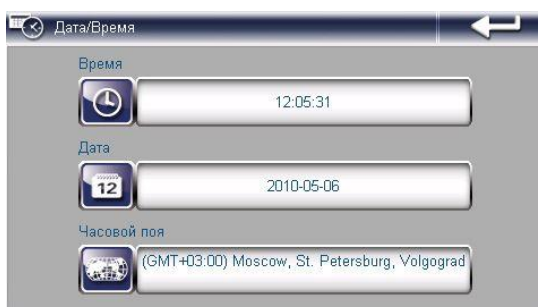 Дата/Время
Время
12:05:31
Дата
12
2010-05-06
Часовой поя
(GMT+03:00) Moscow, St. Petersburg, Volgograd